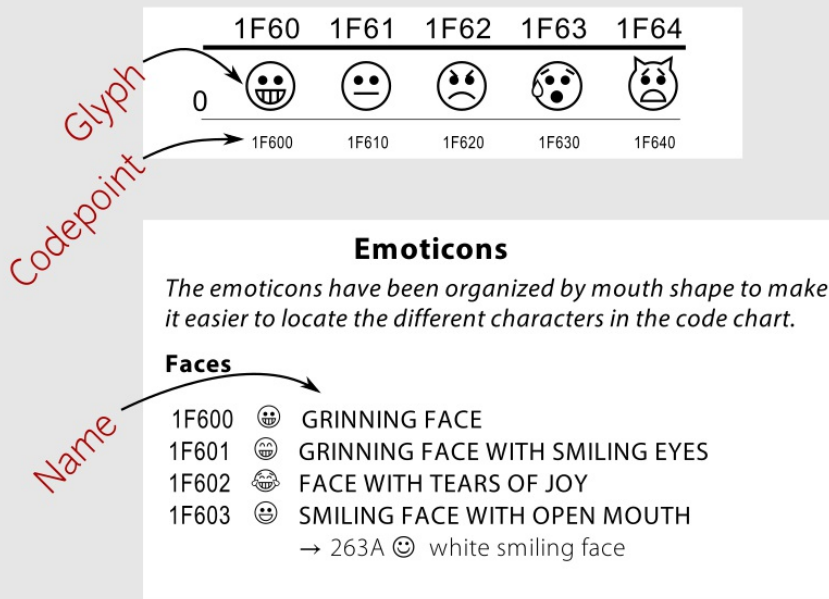 1F60 1F61 1F62 1F63 1F64
Glyph
0 😀 😐 😠 😰 🙀
Codepoint
1F600 1F610 1F620 1F630 1F640
Emoticons
The emoticons have been organized by mouth shape to make
it easier to locate the different characters in the code chart.
Faces
Name
1F600 😀 GRINNING FACE
1F601 😁 GRINNING FACE WITH SMILING EYES
1F602 😂 FACE WITH TEARS OF JOY
1F603 😃 SMILING FACE WITH OPEN MOUTH
→ 263A ☺ white smiling face